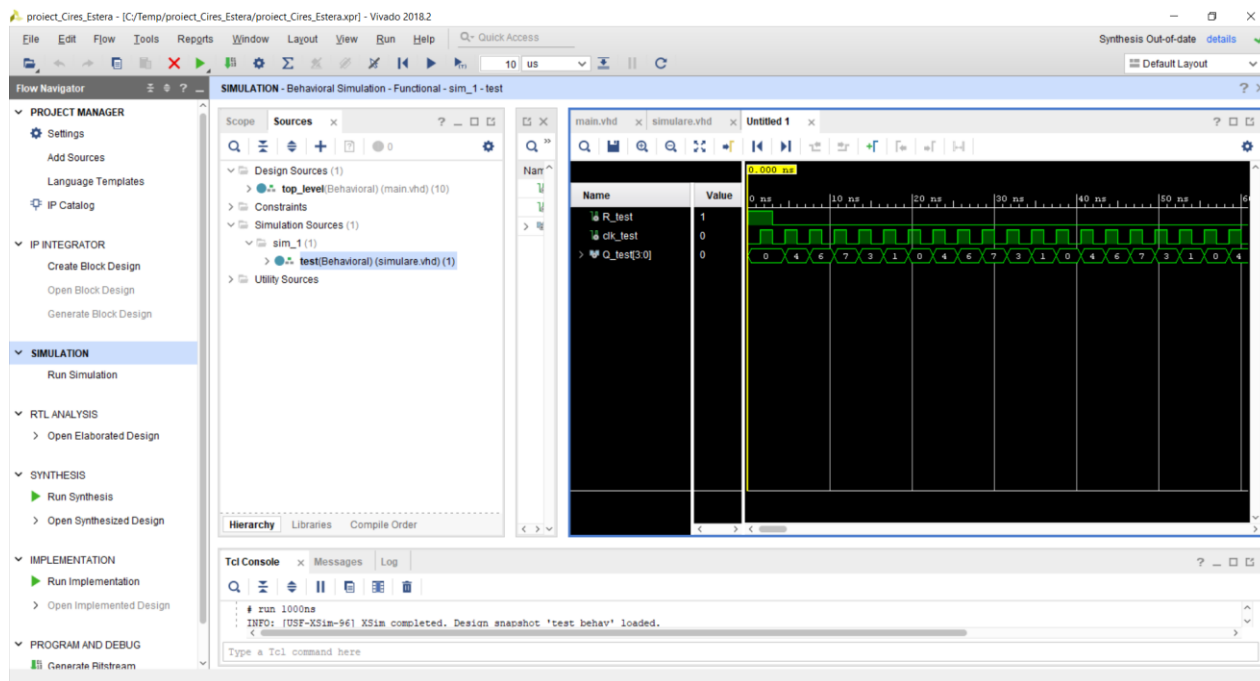 proiect_Cires_Estera - [C:/Temp/proiect_Cires_Estera/proiect_Cires_Estera.xpr] - Vivado 2018.2
File Edit Flow Tools Reports Window Layout View Run Help Q- Quick Access
Synthesis Out-of-date details
10 us
Default Layout
Flow Navigator
SIMULATION - Behavioral Simulation - Functional - sim_1 - test
PROJECT MANAGER
Settings
Add Sources
Language Templates
IP Catalog
IP INTEGRATOR
Create Block Design
Open Block Design
Generate Block Design
SIMULATION
Run Simulation
RTL ANALYSIS
Open Elaborated Design
SYNTHESIS
Run Synthesis
Open Synthesized Design
IMPLEMENTATION
Run Implementation
Open Implemented Design
PROGRAM AND DEBUG
Generate Bitstream
Scope Sources
0
Design Sources (1)
top_level(Behavioral) (main.vhd) (10)
Constraints
Simulation Sources (1)
sim_1 (1)
test(Behavioral) (simulare.vhd) (1)
Utility Sources
Hierarchy Libraries Compile Order
Nam
main.vhd simulare.vhd Untitled 1
0.000 ns
Name Value
0 ns 10 ns 20 ns 30 ns 40 ns 50 ns 6
R_test 1
clk_test 0
Q_test[3:0] 0
0 4 6 7 3 1 0 4 6 7 3 1 0 4 6 7 3 1 0 4
Tcl Console Messages Log
# run 1000ns
INFO: [USF-XSim-96] XSim completed. Design snapshot 'test_behav' loaded.
Type a Tcl command here